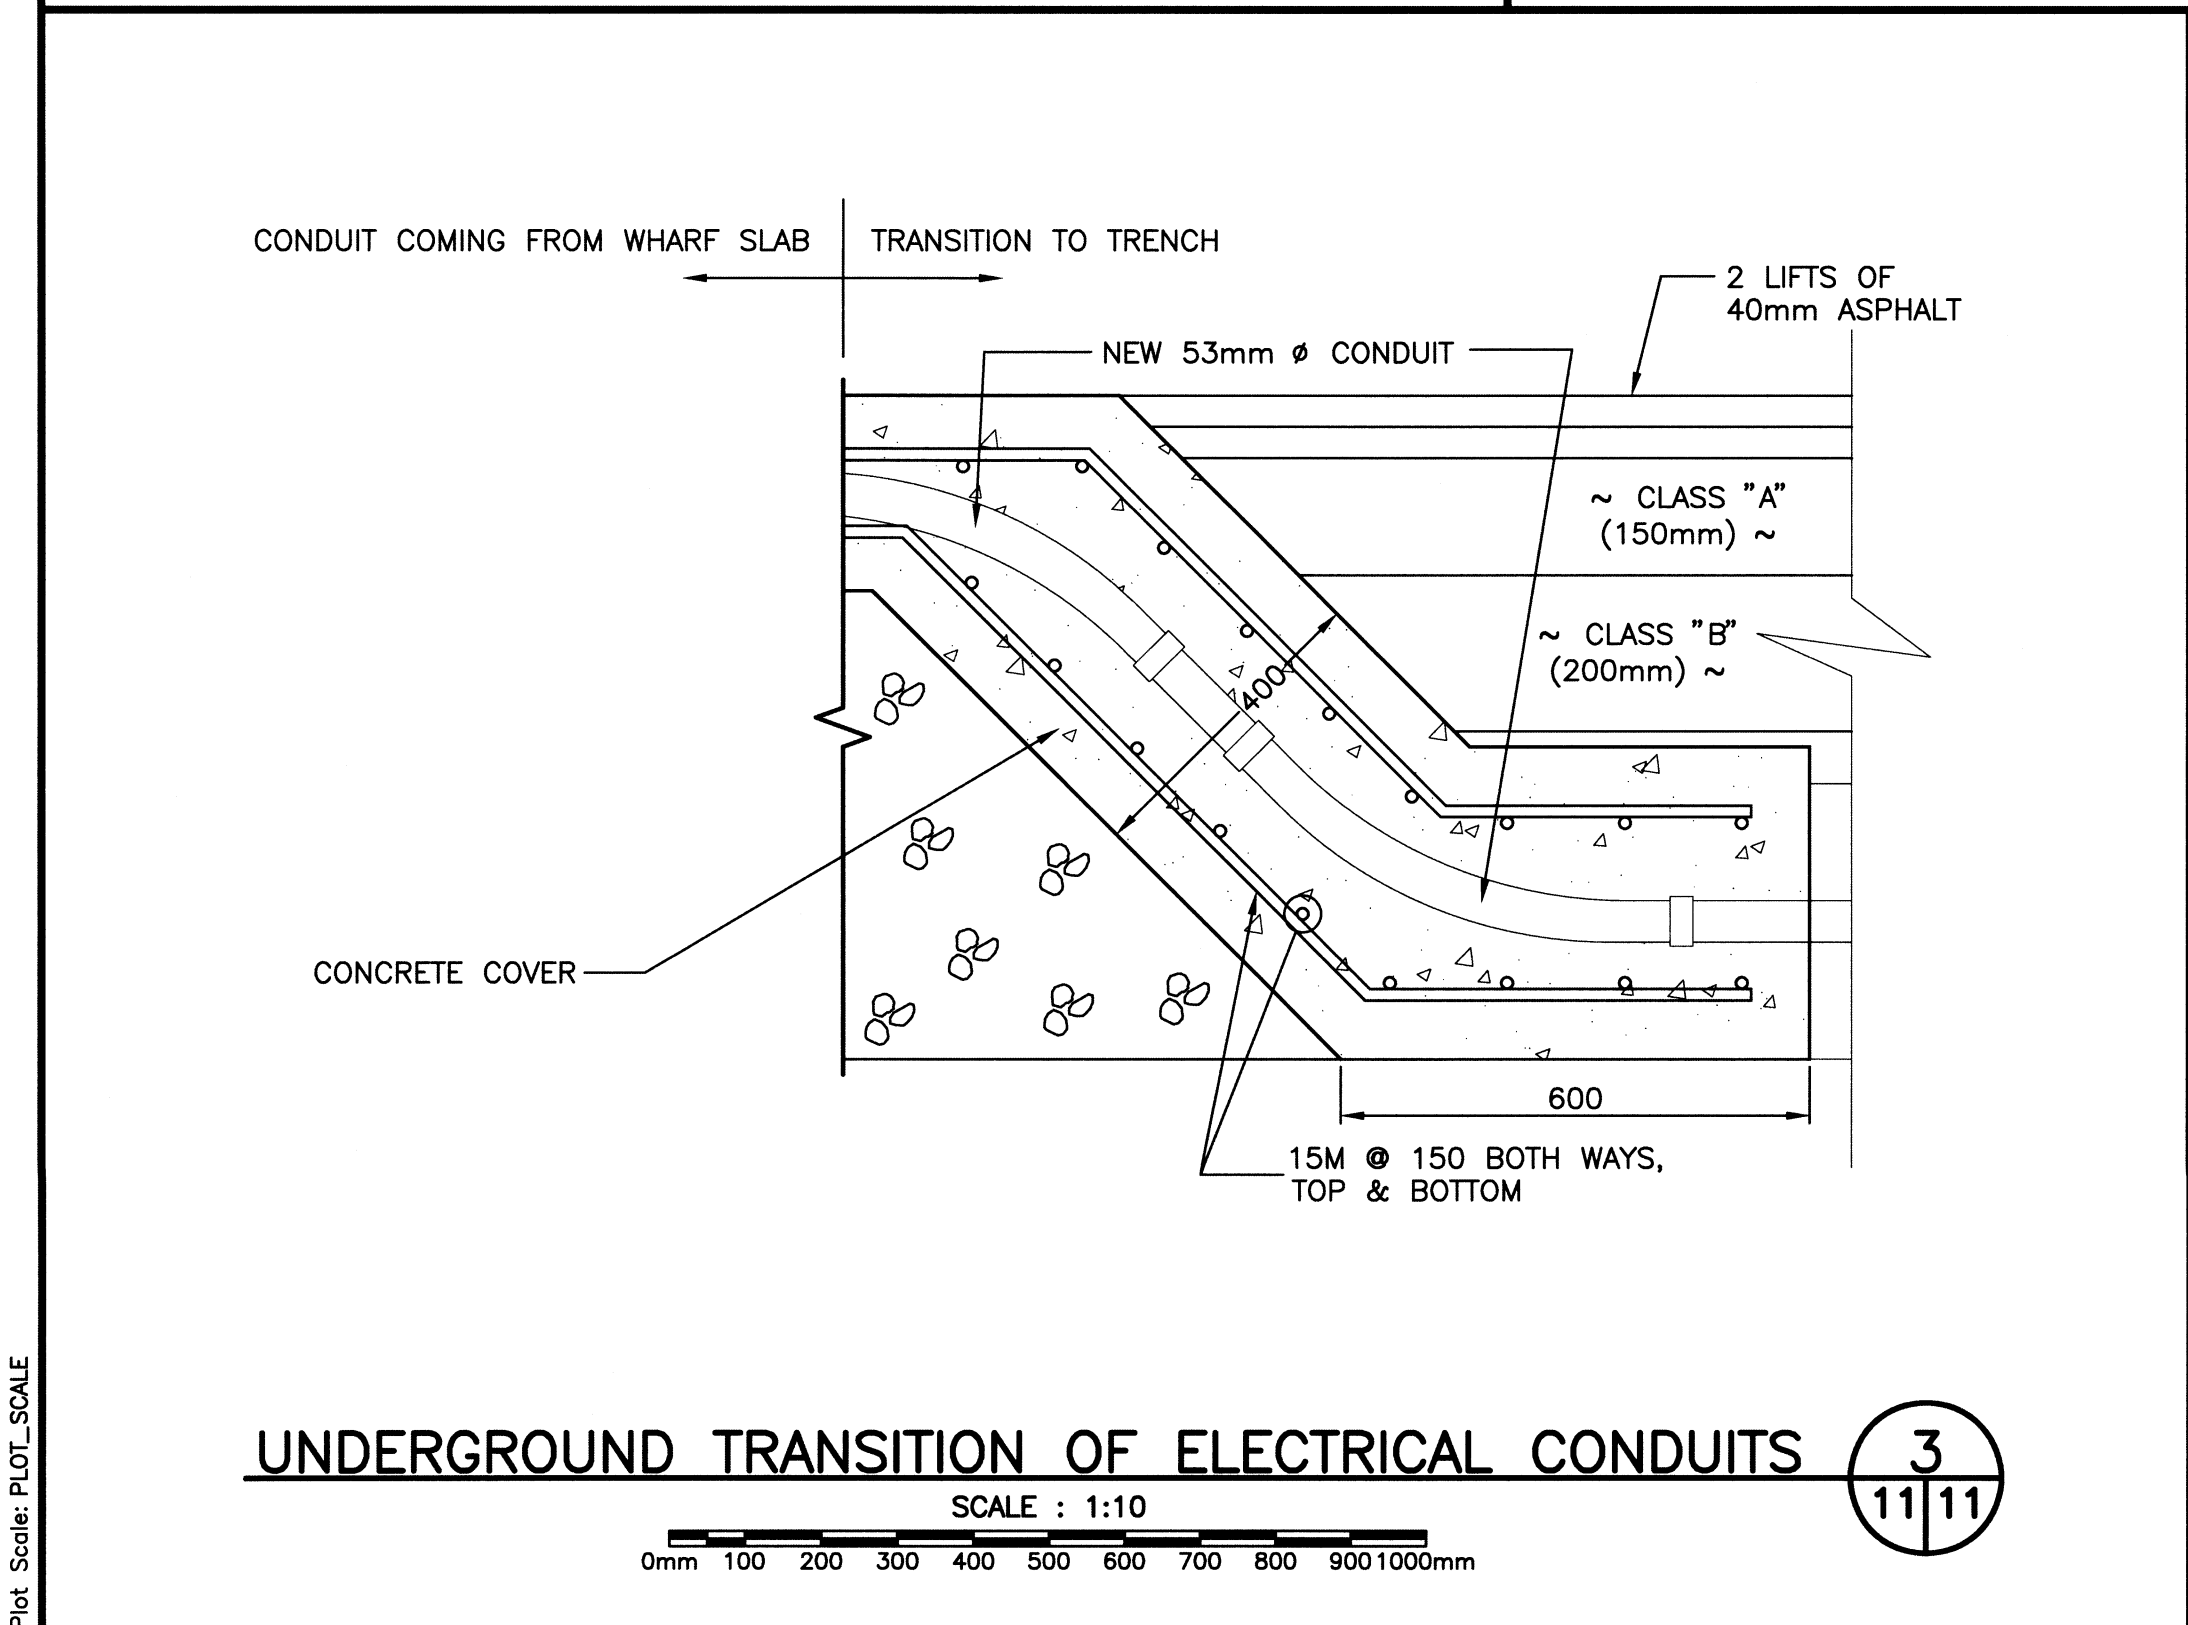 CONDUIT COMING FROM WHARF SLAB
TRANSITION TO TRENCH
2 LIFTS OF
40mm ASPHALT
NEW 53mm ø CONDUIT
~ CLASS "A"
(150mm) ~
~ CLASS "B"
(200mm) ~
400
CONCRETE COVER
600
15M @ 150 BOTH WAYS,
TOP & BOTTOM
UNDERGROUND TRANSITION OF ELECTRICAL CONDUITS
3
11 11
SCALE : 1:10
0mm 100 200 300 400 500 600 700 800 900 1000mm
Plot Scale: PLOT_SCALE